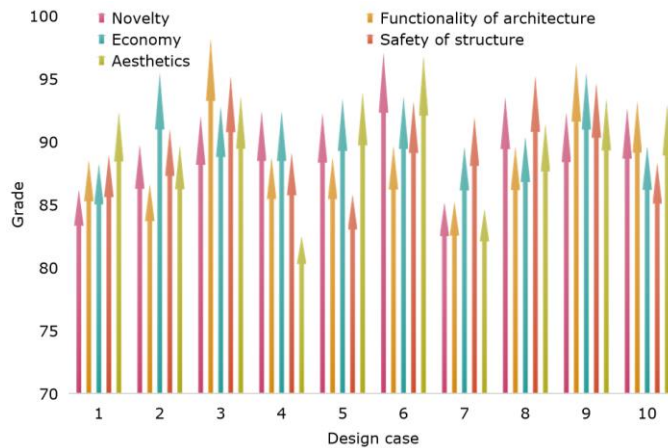 100
95
90
85
80
75
70
Grade
Novelty
Economy
Aesthetics
Functionality of architecture
Safety of structure
1 2 3 4 5 6 7 8 9 10
Design case